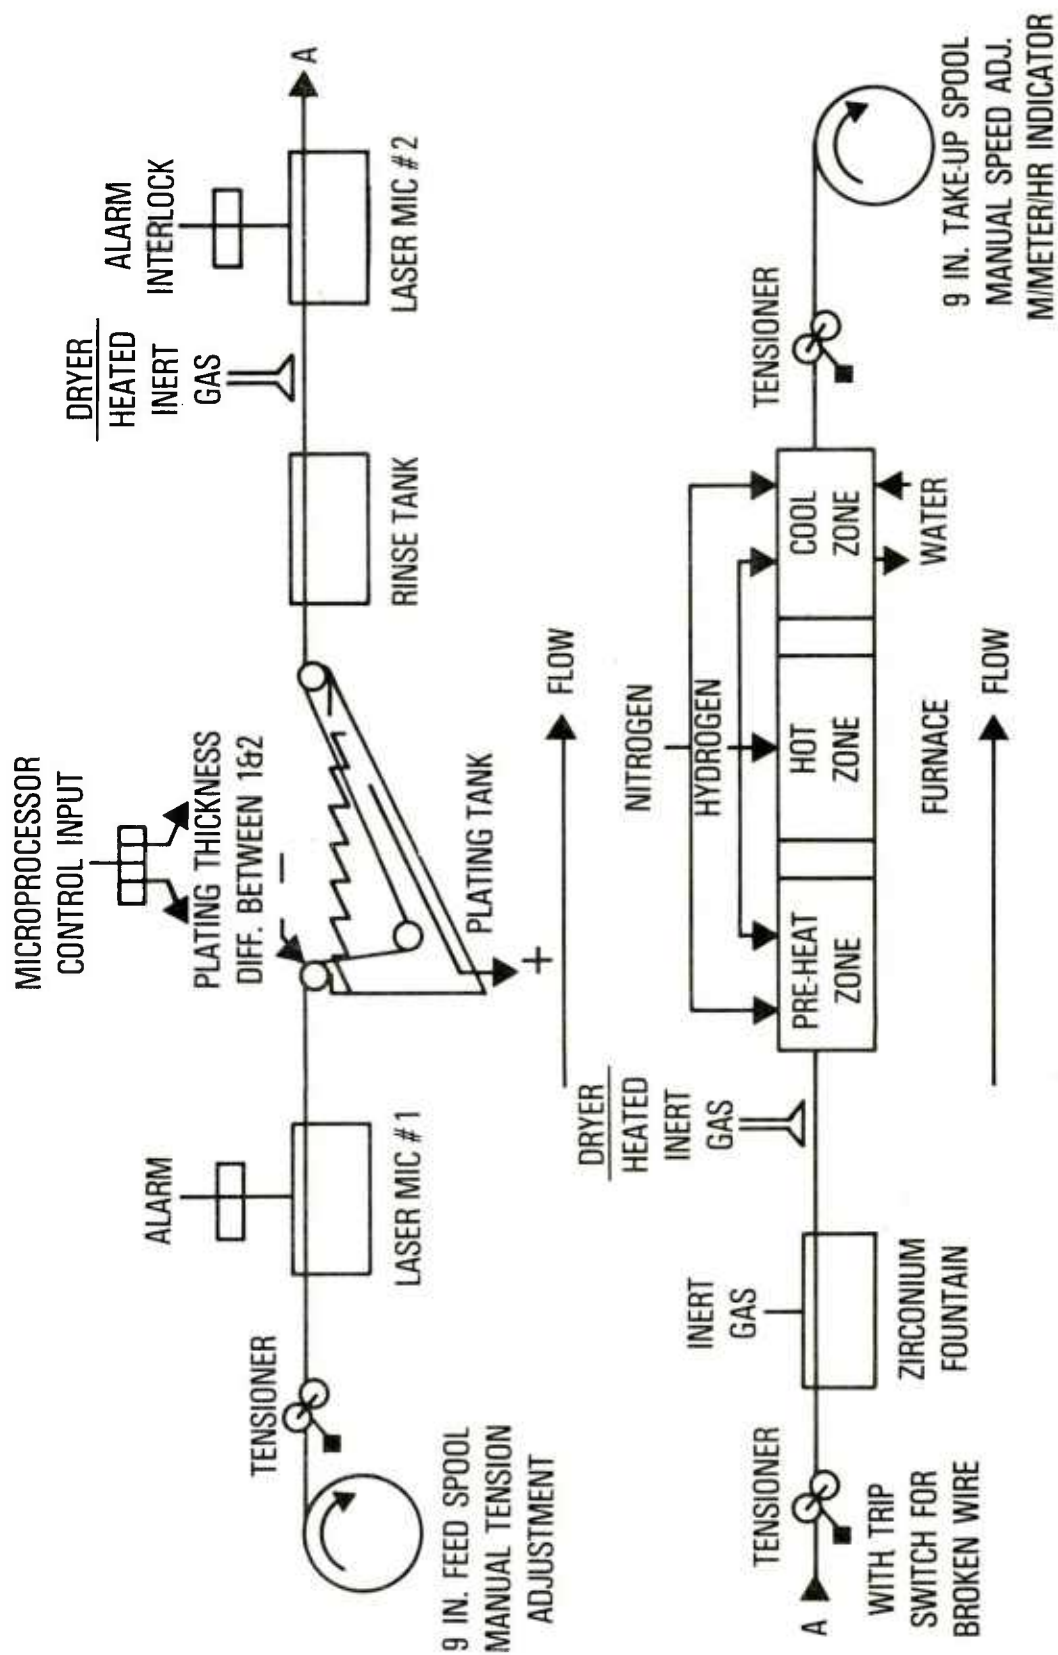 MICROPROCESSOR
CONTROL INPUT
ALARM
PLATING THICKNESS
DIFF. BETWEEN 1&2
DRYER
HEATED
INERT
GAS
ALARM
INTERLOCK
TENSIONER
A
9 IN. FEED SPOOL
MANUAL TENSION
ADJUSTMENT
LASER MIC #1
PLATING TANK
+
RINSE TANK
LASER MIC #2
FLOW
A
TENSIONER
WITH TRIP
SWITCH FOR
BROKEN WIRE
INERT
GAS
ZIRCONIUM
FOUNTAIN
DRYER
HEATED
INERT
GAS
NITROGEN
HYDROGEN
PRE-HEAT
ZONE
HOT
ZONE
COOL
ZONE
FURNACE
WATER
FLOW
TENSIONER
9 IN. TAKE-UP SPOOL
MANUAL SPEED ADJ.
M/METER/HR INDICATOR